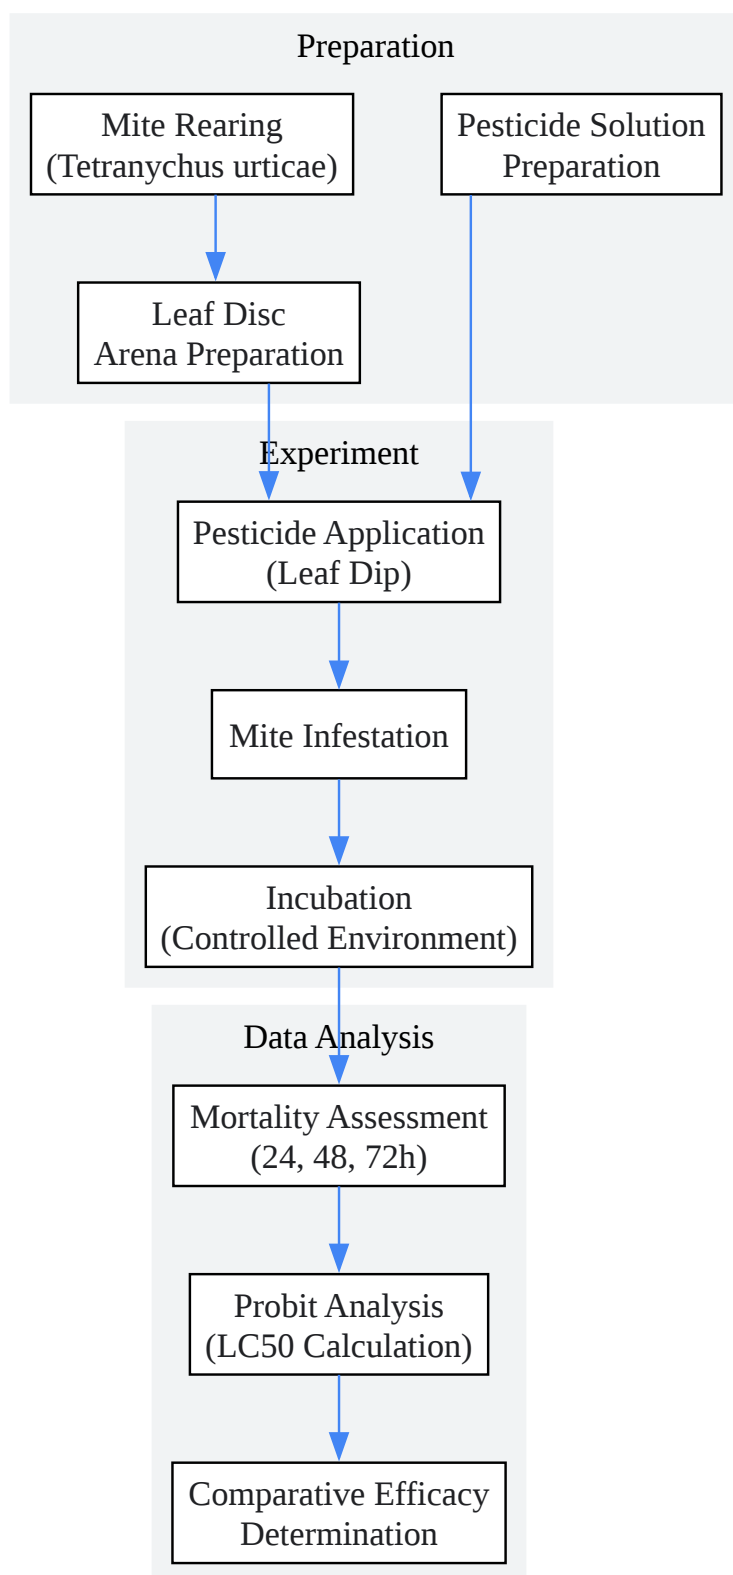 Preparation
Mite Rearing
(Tetranychus urticae)
Pesticide Solution
Preparation
Leaf Disc
Arena Preparation
Experiment
Pesticide Application
(Leaf Dip)
Mite Infestation
Incubation
(Controlled Environment)
Data Analysis
Mortality Assessment
(24, 48, 72h)
Probit Analysis
(LC50 Calculation)
Comparative Efficacy
Determination